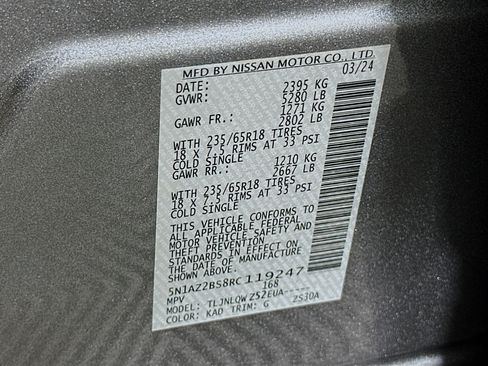 MFD BY NISSAN MOTOR CO., LTD.
DATE: 03/24
GVWR: 2395 KG
5280 LB
GAWR FR.: 1271 KG
2802 LB
WITH 235/65R18 TIRES
18 X 7.5 RIMS AT 33 PSI
COLD SINGLE
GAWR RR.: 1210 KG
2667 LB
WITH 235/65R18 TIRES
18 X 7.5 RIMS AT 33 PSI
COLD SINGLE
THIS VEHICLE CONFORMS TO
ALL APPLICABLE FEDERAL
MOTOR VEHICLE SAFETY AND
THEFT PREVENTION
STANDARDS IN EFFECT ON
THE DATE OF MANUFACTURE
SHOWN ABOVE.
5N1AZ2BS8RC119247
MPV 168
MODEL: TLJNLQWZ52EUA-----
COLOR: KAD TRIM: G ZS30A